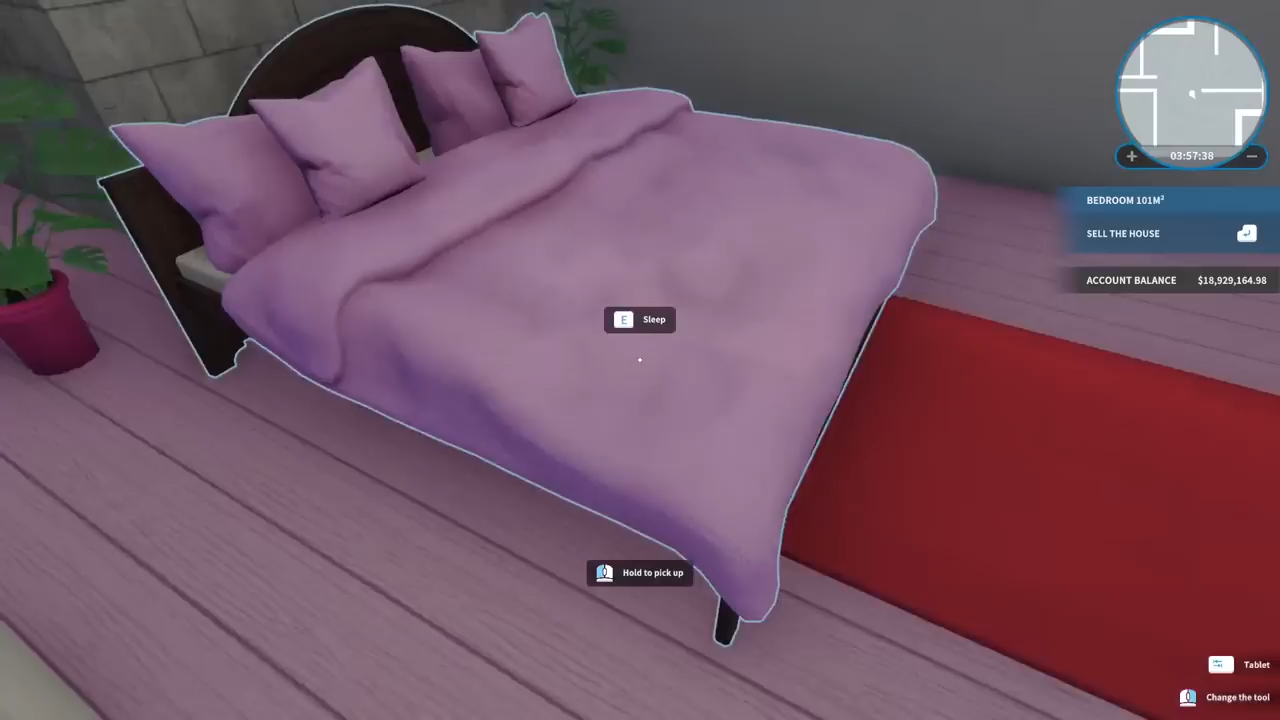 03:57:38
BEDROOM 101M²
SELL THE HOUSE
ACCOUNT BALANCE $18,929,164.98
E Sleep
Hold to pick up
Tablet
Change the tool